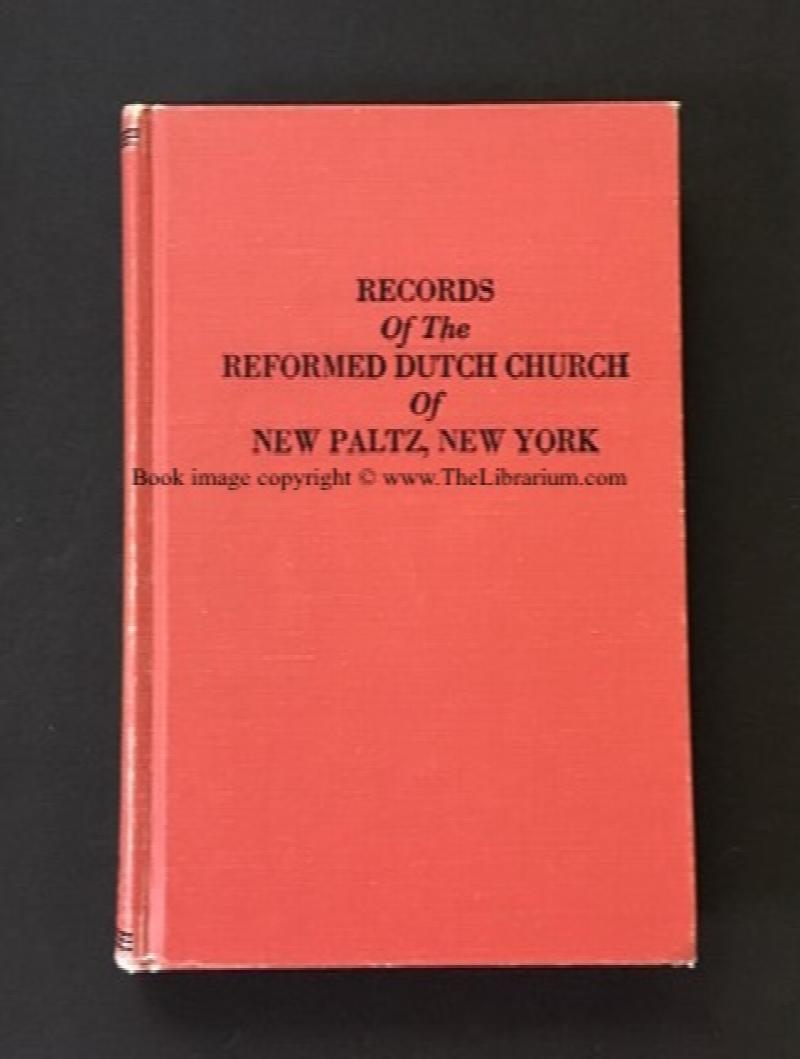 RECORDS
Of The
REFORMED DUTCH CHURCH
Of
NEW PALTZ, NEW YORK
Book image copyright © www.TheLibrarium.com